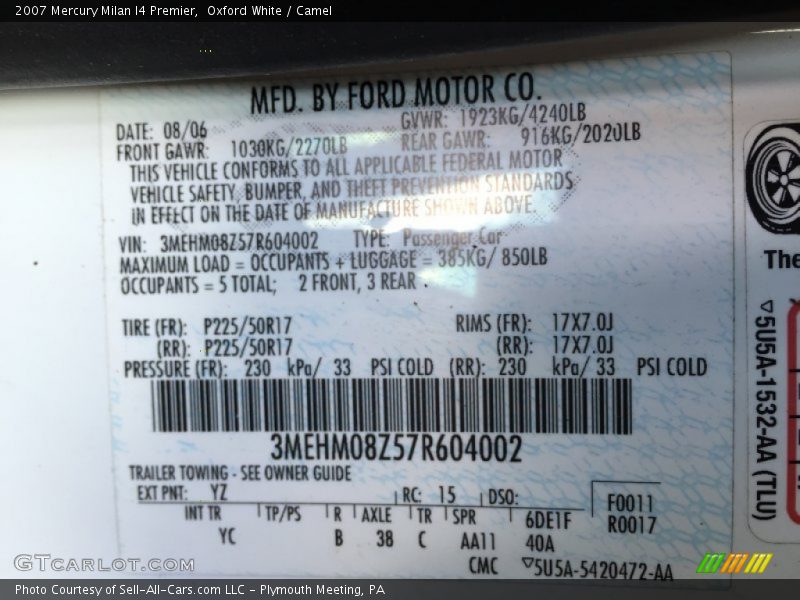 2007 Mercury Milan I4 Premier,  Oxford White / Camel
MFD. BY FORD MOTOR CO.
DATE: 08/06
GVWR: 1923KG/4240LB
FRONT GAWR: 1030KG/2270LB
REAR GAWR: 916KG/2020LB
THIS VEHICLE CONFORMS TO ALL APPLICABLE FEDERAL MOTOR
VEHICLE SAFETY, BUMPER, AND THEFT PREVENTION STANDARDS
IN EFFECT ON THE DATE OF MANUFACTURE SHOWN ABOVE.
VIN: 3MEHM08Z57R604002 TYPE: Passenger Car
MAXIMUM LOAD = OCCUPANTS + LUGGAGE = 385KG/ 850LB
OCCUPANTS = 5 TOTAL; 2 FRONT, 3 REAR
TIRE (FR): P225/50R17 RIMS (FR): 17X7.0J
(RR): P225/50R17 (RR): 17X7.0J
PRESSURE (FR): 230 kPa/ 33 PSI COLD (RR): 230 kPa/ 33 PSI COLD
3MEHM08Z57R604002
TRAILER TOWING - SEE OWNER GUIDE
EXT PNT: YZ RC: 15 DSO:
F0011
R0017
INT TR TP/PS R AXLE TR SPR 6DE1F
YC B 38 C AA11 40A
CMC ▽5U5A-5420472-AA
The
▽5U5A-1532-AA (TLU)
GTCARLOT.COM
Photo Courtesy of Sell-All-Cars.com LLC - Plymouth Meeting, PA